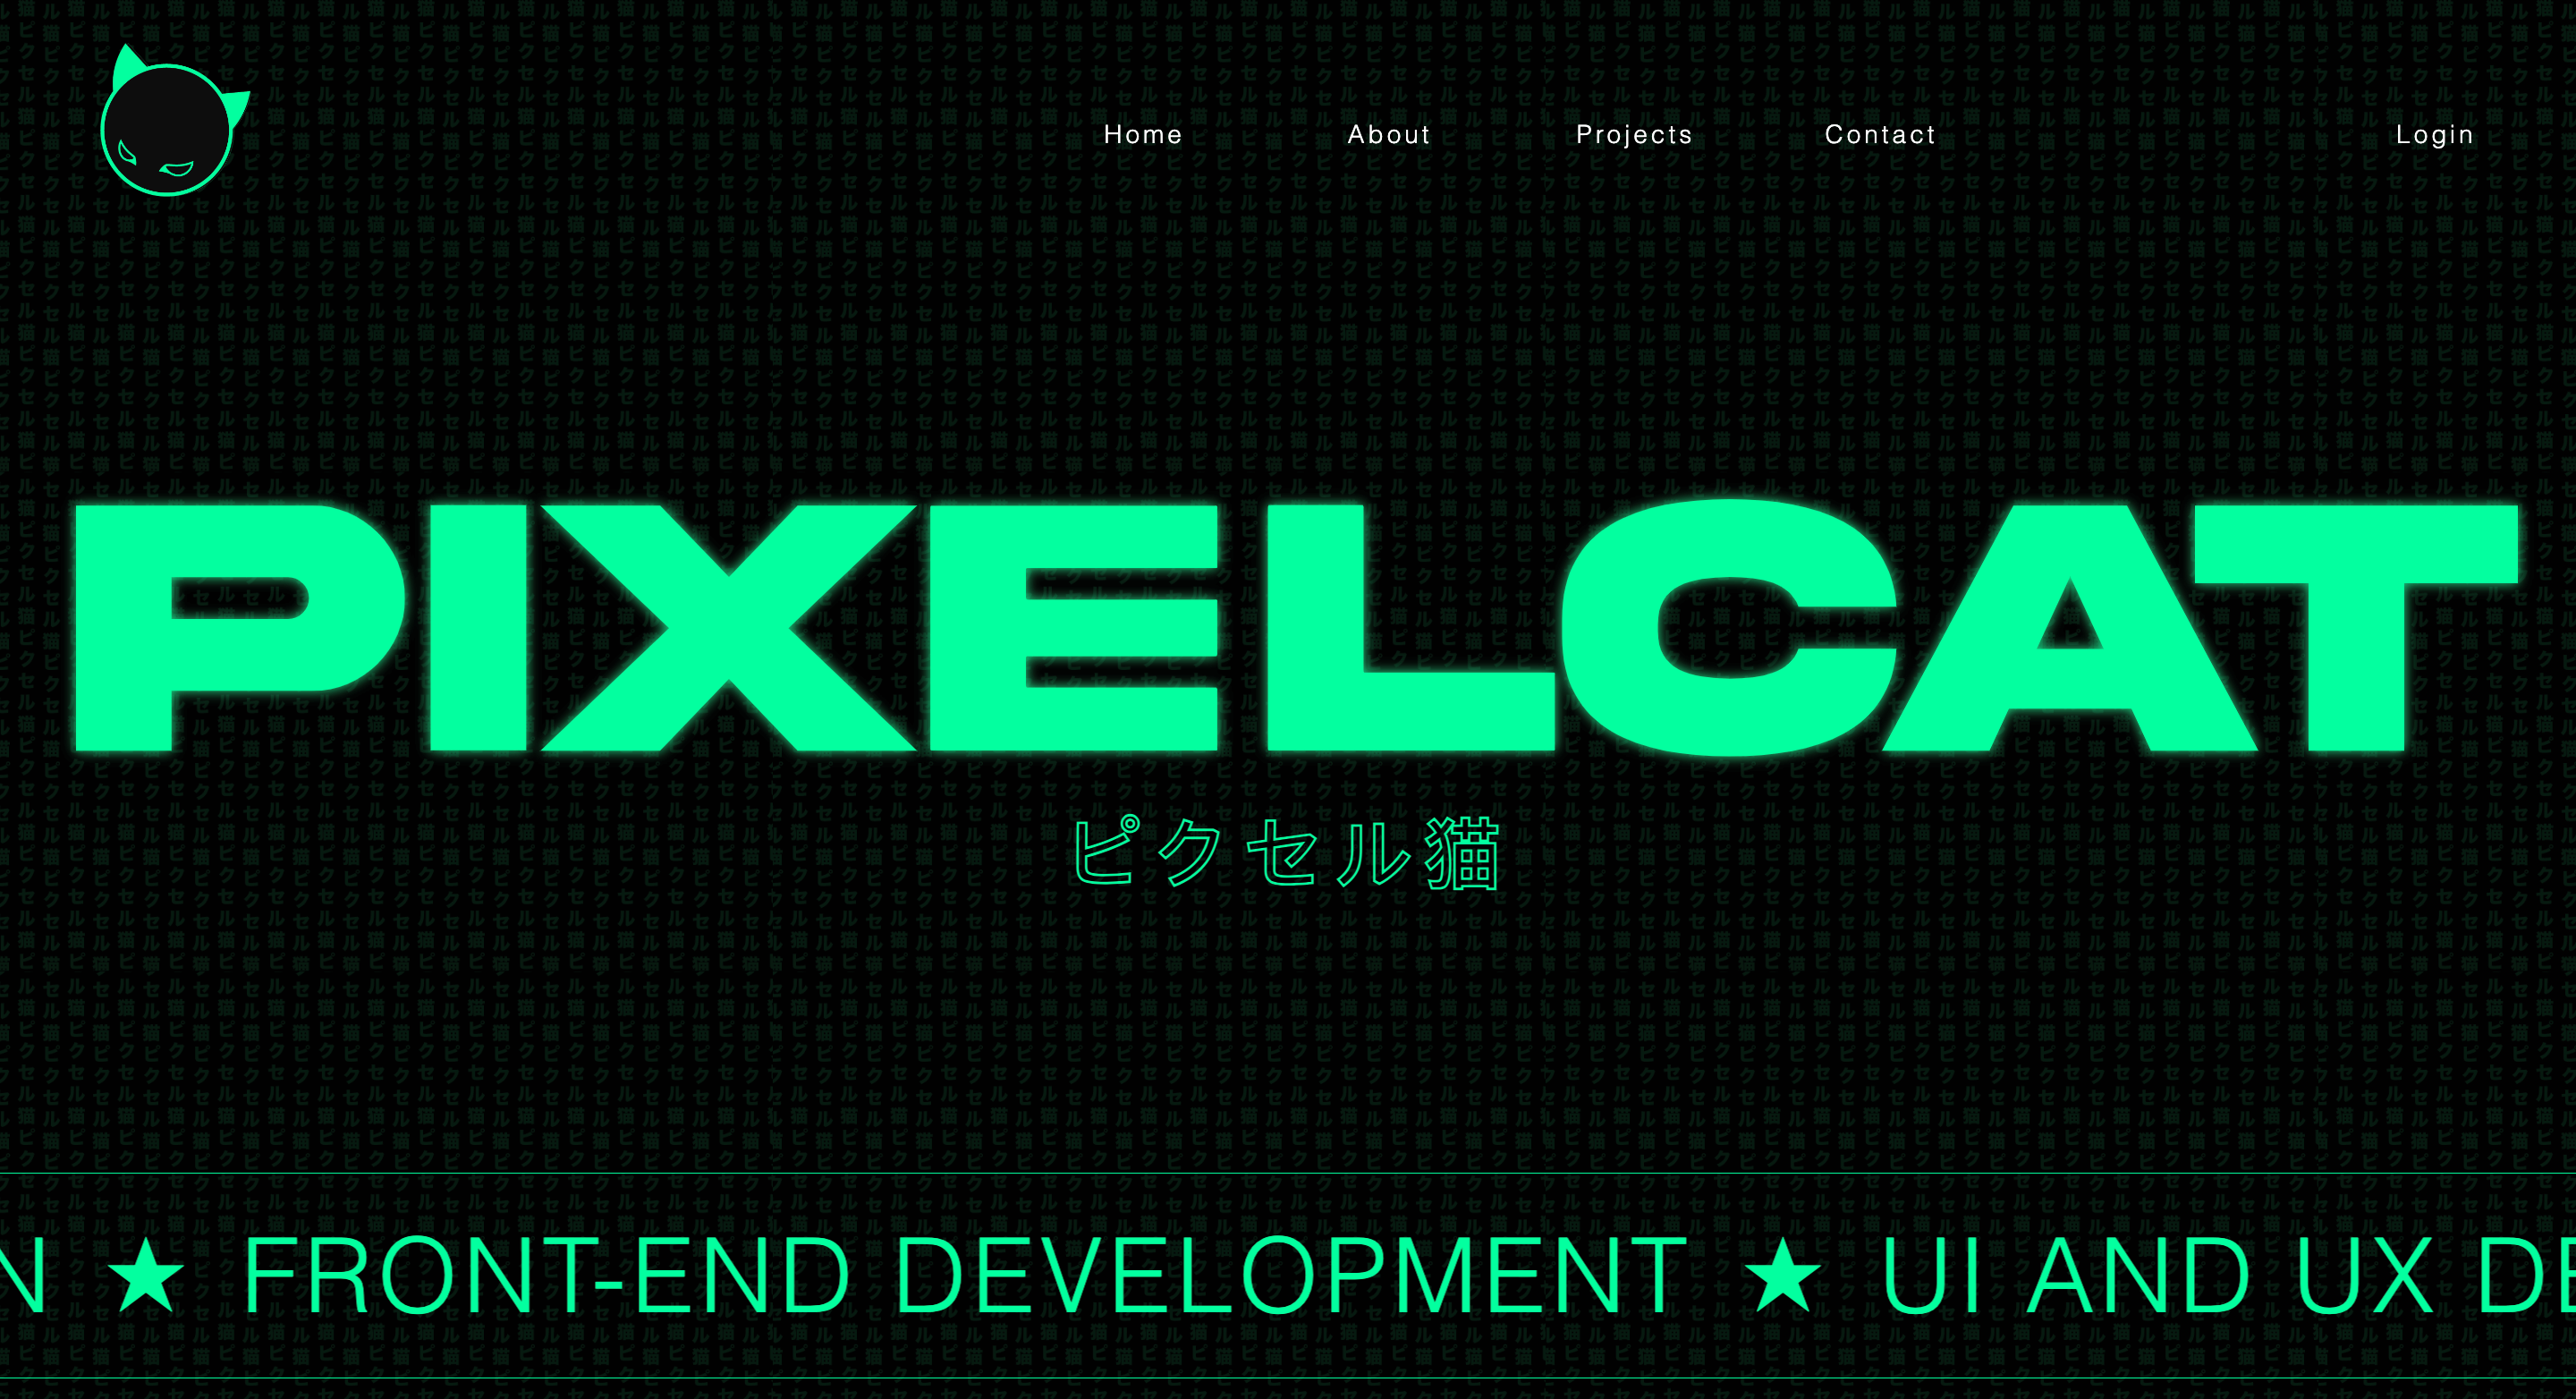 Home About Projects Contact Login
PIXELCAT
ピクセル猫
N ★ FRONT-END DEVELOPMENT ★ UI AND UX DE